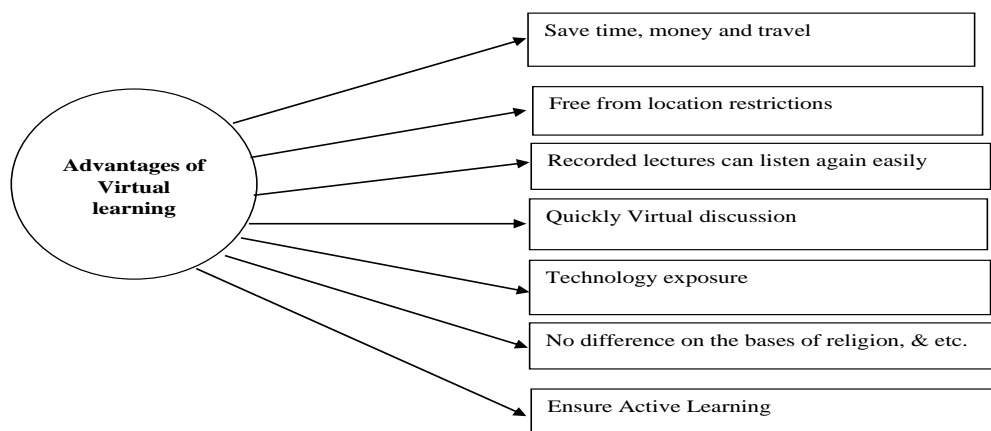 Advantages of
Virtual
learning
Save time, money and travel
Free from location restrictions
Recorded lectures can listen again easily
Quickly Virtual discussion
Technology exposure
No difference on the bases of religion, & etc.
Ensure Active Learning